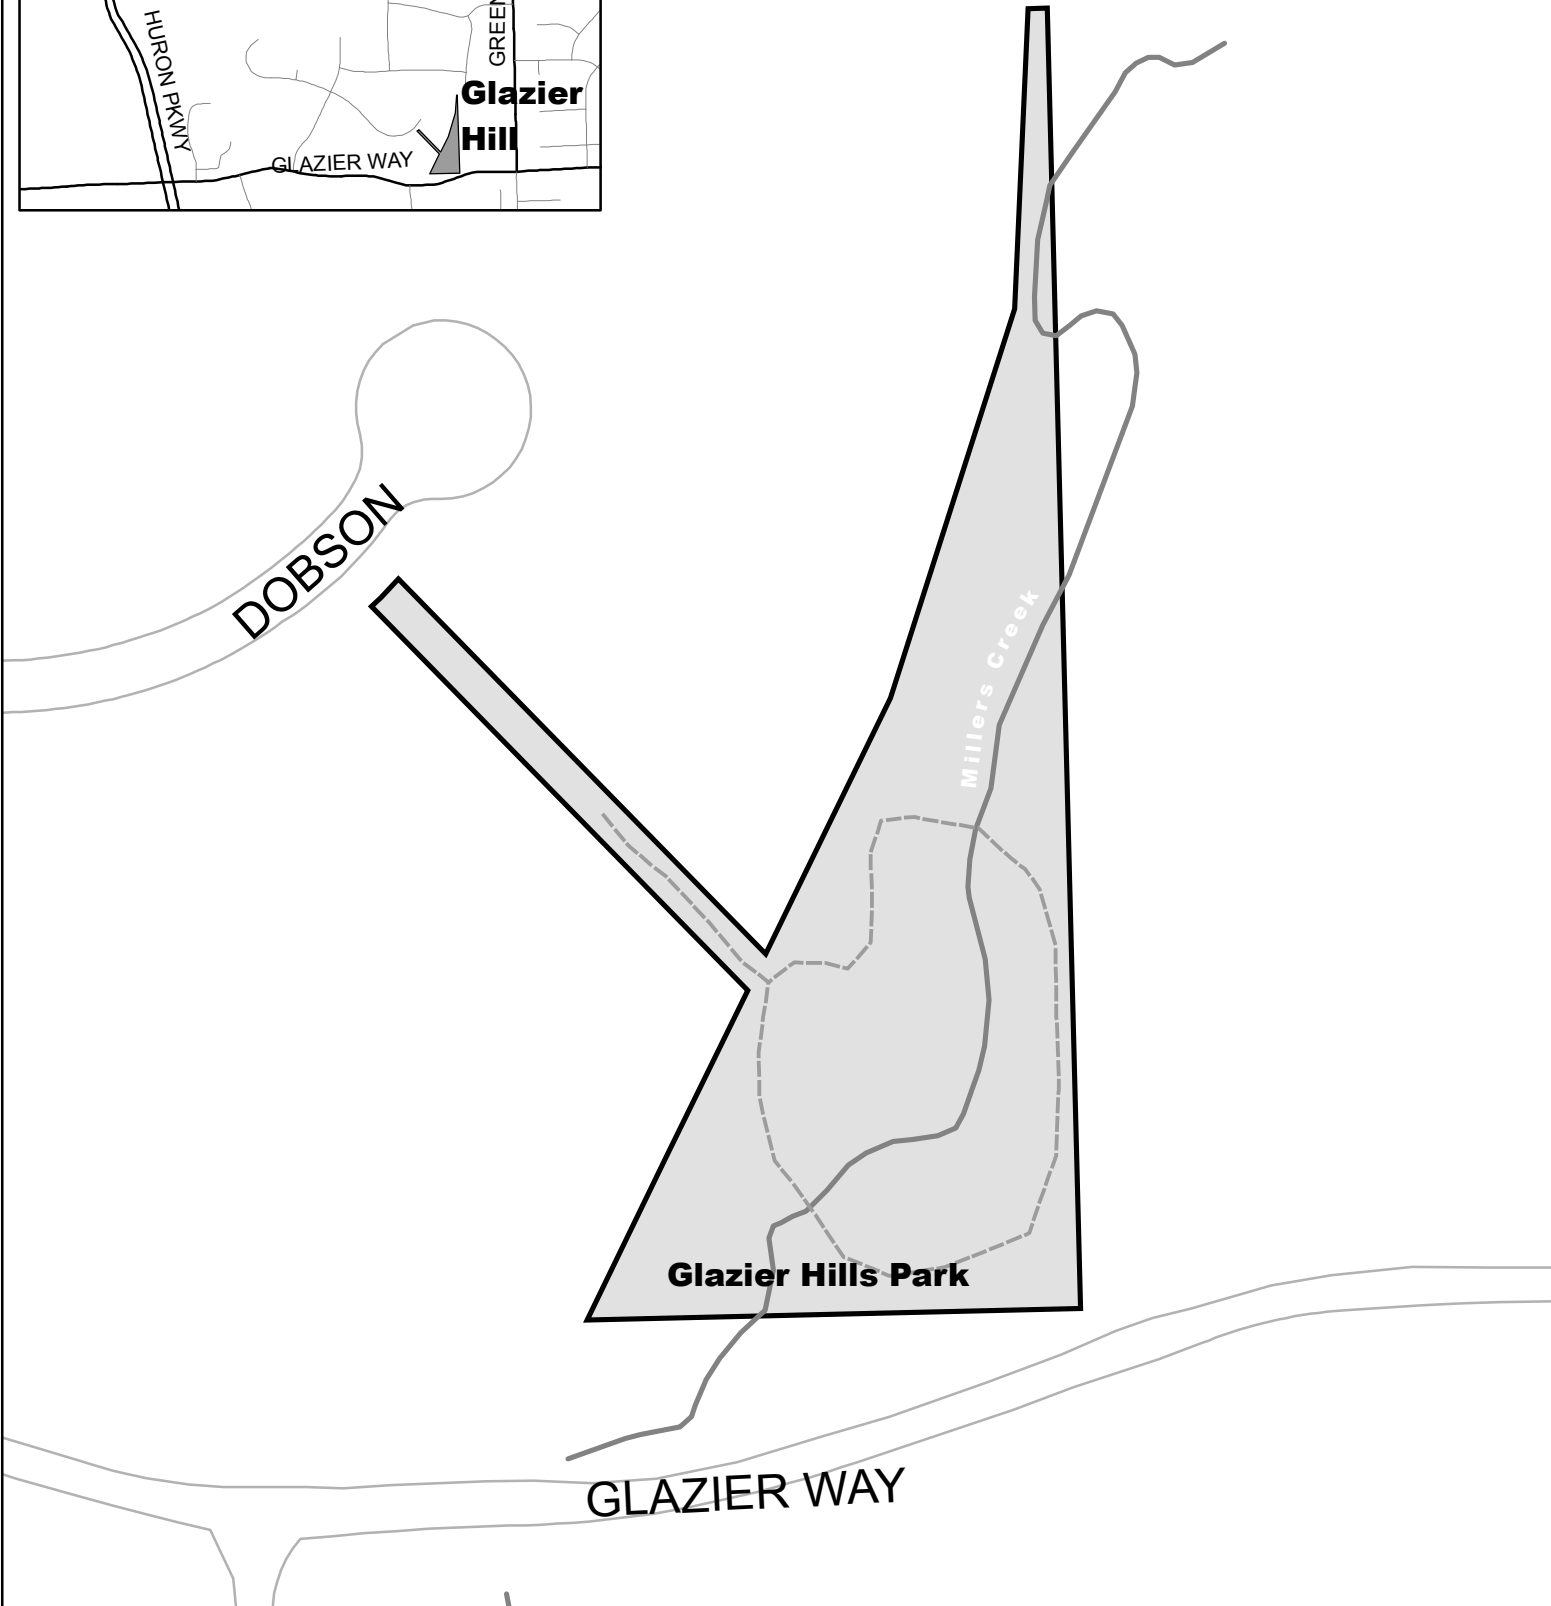 HURON PKWY
GREEN
Glazier
Hill
GLAZIER WAY
DOBSON
Millers Creek
Glazier Hills Park
GLAZIER WAY